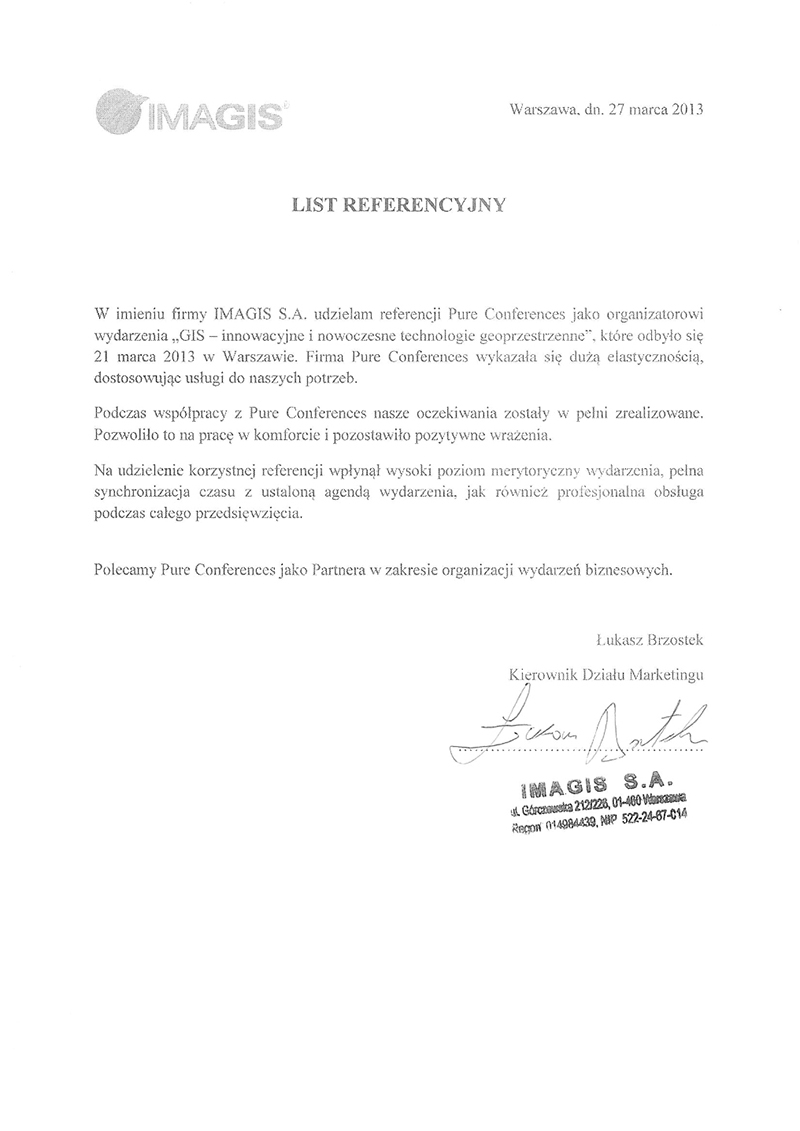 IMAGIS®
Warszawa, dn. 27 marca 2013
LIST REFERENCYJNY
W imieniu firmy IMAGIS S.A. udzielam referencji Pure Conferences jako organizatorowi
wydarzenia „GIS – innowacyjne i nowoczesne technologie geoprzestrzenne", które odbyło się
21 marca 2013 w Warszawie. Firma Pure Conferences wykazała się dużą elastycznością,
dostosowując usługi do naszych potrzeb.
Podczas współpracy z Pure Conferences nasze oczekiwania zostały w pełni zrealizowane.
Pozwoliło to na pracę w komforcie i pozostawiło pozytywne wrażenia.
Na udzielenie korzystnej referencji wpłynął wysoki poziom merytoryczny wydarzenia, pełna
synchronizacja czasu z ustaloną agendą wydarzenia, jak również profesjonalna obsługa
podczas całego przedsięwzięcia.
Polecamy Pure Conferences jako Partnera w zakresie organizacji wydarzeń biznesowych.
Łukasz Brzostek
Kierownik Działu Marketingu
IMAGIS S.A.
ul. Górczewska 212/226, 01-460 Warszawa
Regon 014984439, NIP 522-24-67-014